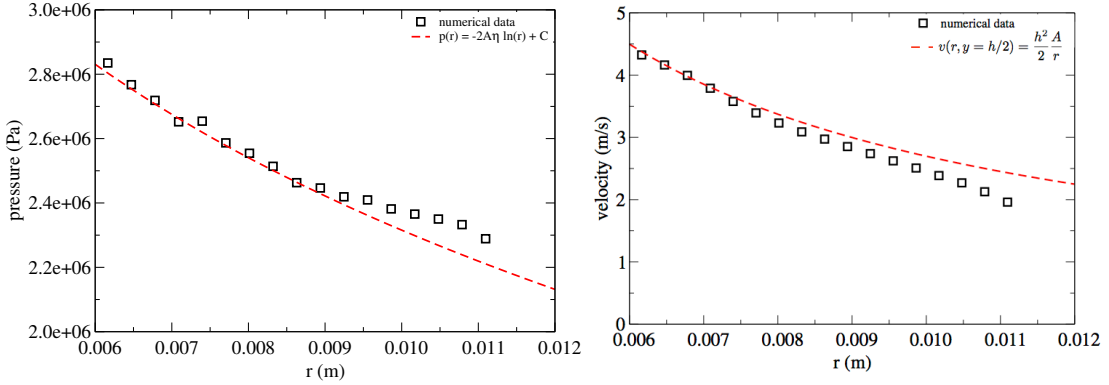 3.0e+06
2.8e+06
2.6e+06
2.4e+06
2.2e+06
2.0e+06
pressure (Pa)
numerical data
p(r) = -2Aη ln(r) + C
0.006 0.007 0.008 0.009 0.010 0.011 0.012
r (m)
5
4
3
2
1
0
velocity (m/s)
numerical data
v(r, y = h/2) = \frac{h^2}{2}\frac{A}{r}
0.006 0.007 0.008 0.009 0.010 0.011 0.012
r (m)